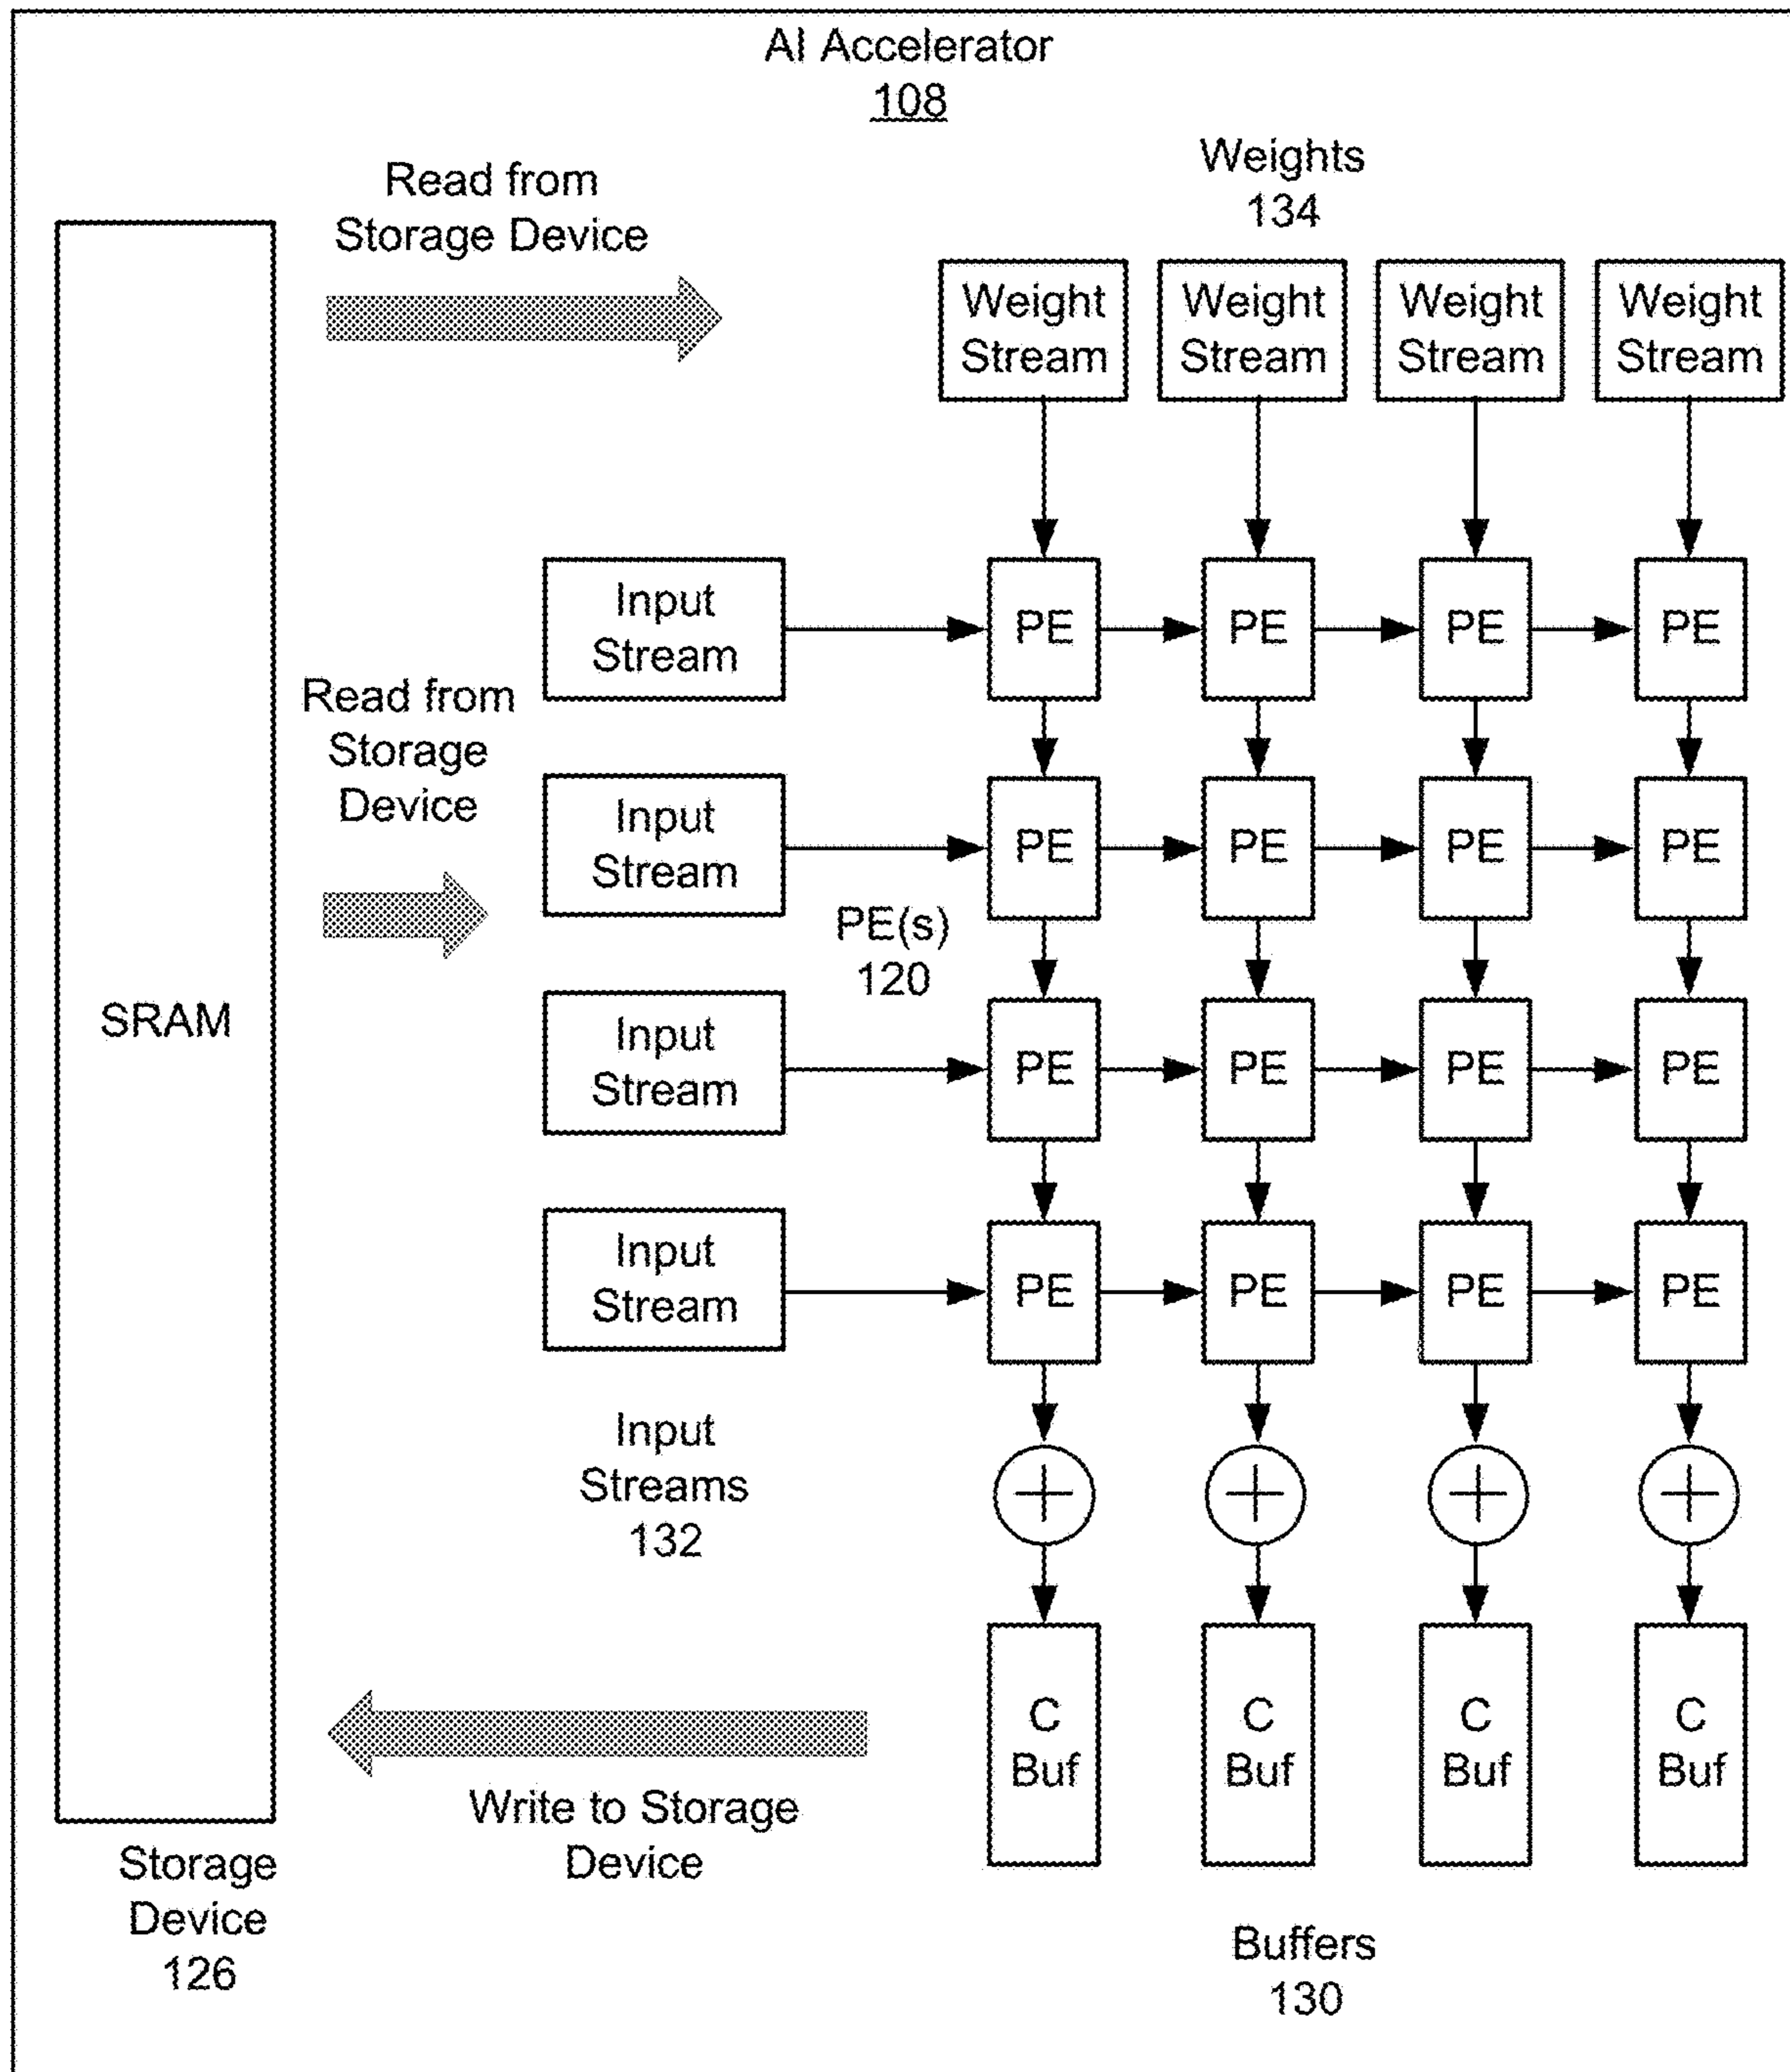 AI Accelerator
108
Read from
Storage Device
Weights
134
Weight
Stream
Weight
Stream
Weight
Stream
Weight
Stream
Input
Stream
PE
PE
PE
PE
Read from
Storage
Device
Input
Stream
PE
PE
PE
PE
PE(s)
120
SRAM
Input
Stream
PE
PE
PE
PE
Input
Stream
PE
PE
PE
PE
Input
Streams
132
C
Buf
C
Buf
C
Buf
C
Buf
Write to Storage
Device
Storage
Device
126
Buffers
130